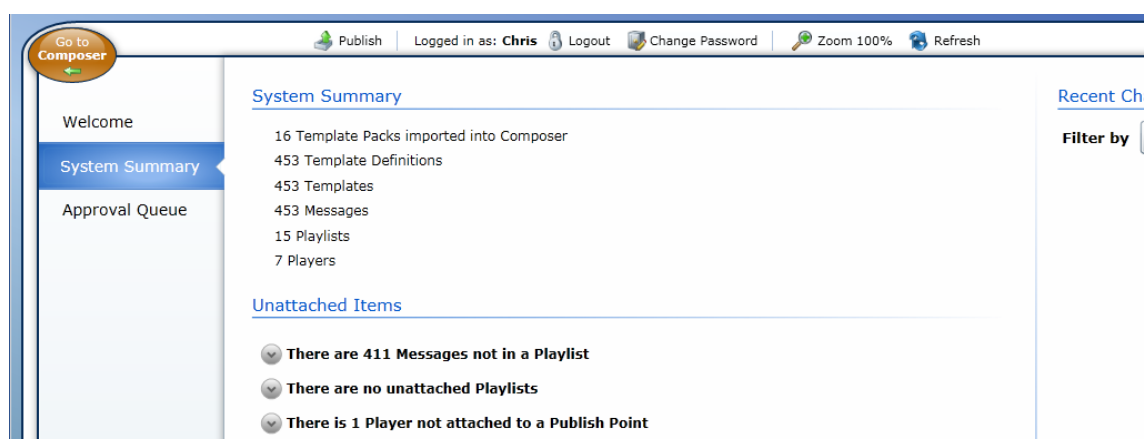 Go to
Composer
Publish
Logged in as: Chris
Logout
Change Password
Zoom 100%
Refresh
Welcome
System Summary
Approval Queue
System Summary
16 Template Packs imported into Composer
453 Template Definitions
453 Templates
453 Messages
15 Playlists
7 Players
Unattached Items
There are 411 Messages not in a Playlist
There are no unattached Playlists
There is 1 Player not attached to a Publish Point
Recent Ch
Filter by